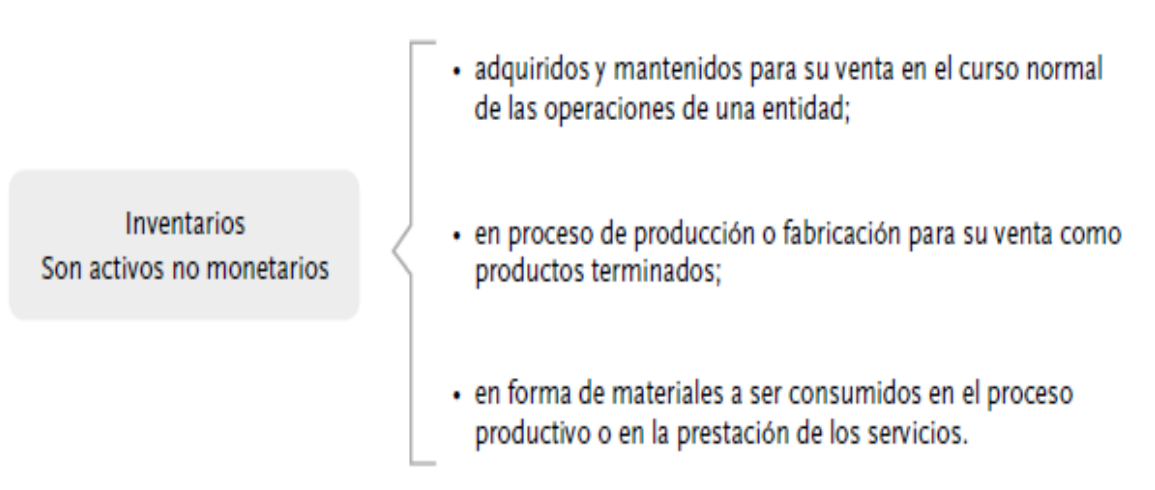 Inventarios
Son activos no monetarios
• adquiridos y mantenidos para su venta en el curso normal
de las operaciones de una entidad;
• en proceso de producción o fabricación para su venta como
productos terminados;
• en forma de materiales a ser consumidos en el proceso
productivo o en la prestación de los servicios.